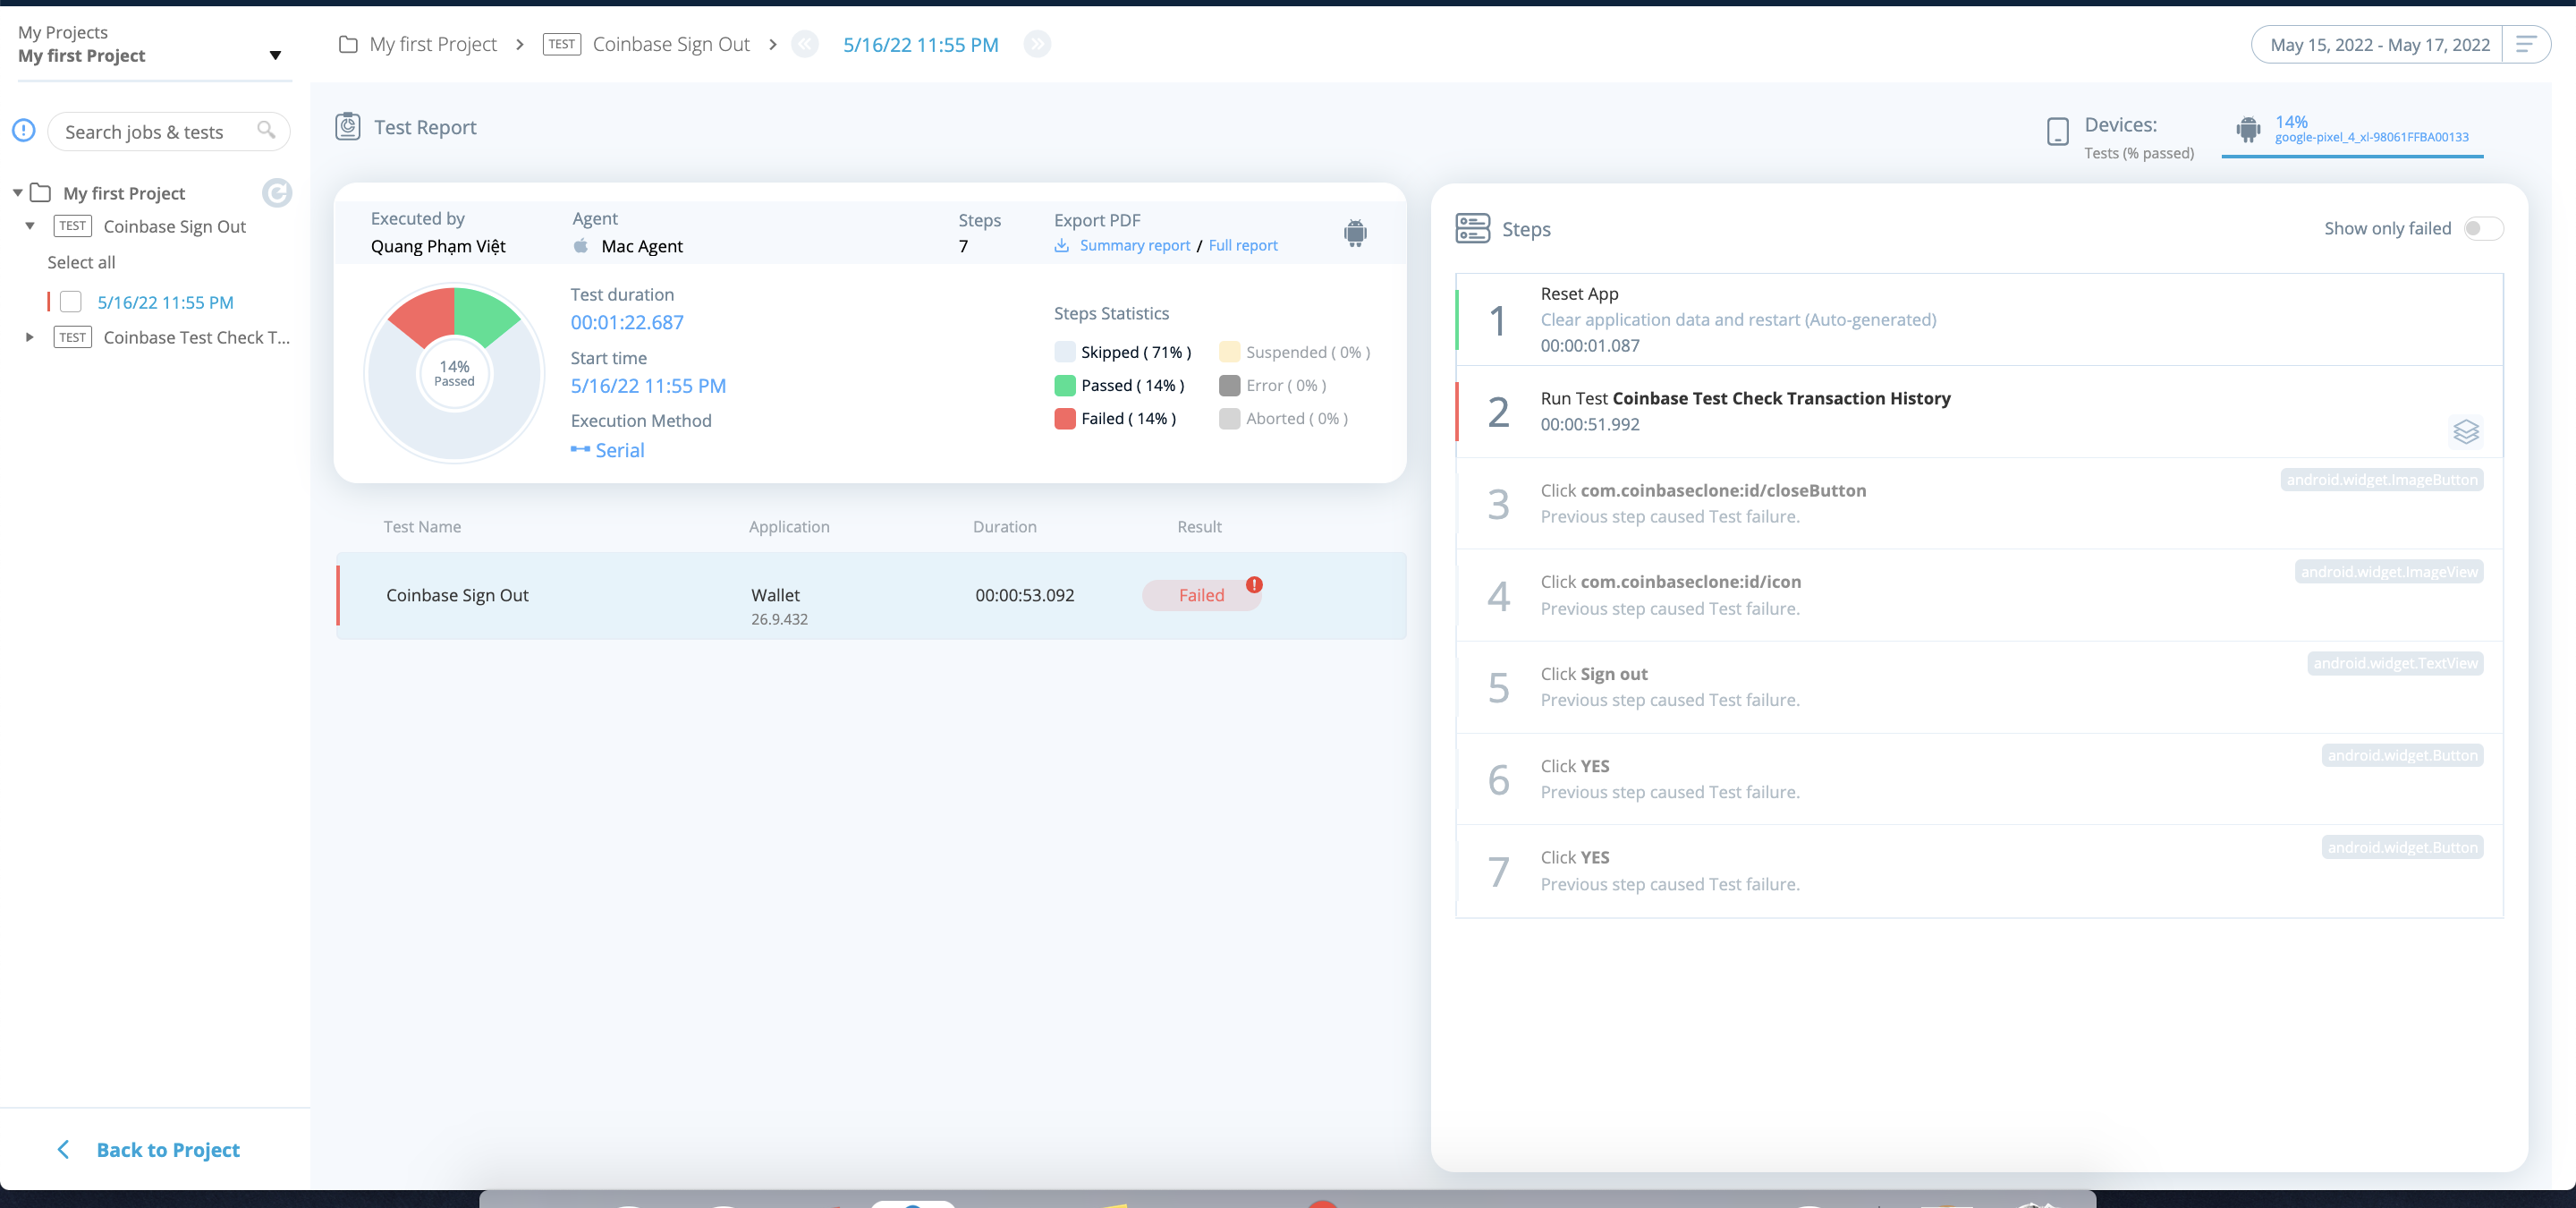 My Projects
My first Project
My first Project
TEST
Coinbase Sign Out
5/16/22 11:55 PM
May 15, 2022 - May 17, 2022
Search jobs & tests
My first Project
TEST
Coinbase Sign Out
Select all
5/16/22 11:55 PM
TEST
Coinbase Test Check T...
Back to Project
Test Report
Devices:
Tests (% passed)
14%
google-pixel_4_xl-98061FFBA00133
Executed by
Quang Phạm Việt
Agent
Mac Agent
Steps
7
Export PDF
Summary report / Full report
14%
Passed
Test duration
00:01:22.687
Start time
5/16/22 11:55 PM
Execution Method
Serial
Steps Statistics
Skipped ( 71% )
Suspended ( 0% )
Passed ( 14% )
Error ( 0% )
Failed ( 14% )
Aborted ( 0% )
Test Name
Application
Duration
Result
Coinbase Sign Out
Wallet
26.9.432
00:00:53.092
Failed
Steps
Show only failed
1
Reset App
Clear application data and restart (Auto-generated)
00:00:01.087
2
Run Test Coinbase Test Check Transaction History
00:00:51.992
3
Click com.coinbaseclone:id/closeButton
Previous step caused Test failure.
android.widget.ImageButton
4
Click com.coinbaseclone:id/icon
Previous step caused Test failure.
android.widget.ImageView
5
Click Sign out
Previous step caused Test failure.
android.widget.TextView
6
Click YES
Previous step caused Test failure.
android.widget.Button
7
Click YES
Previous step caused Test failure.
android.widget.Button